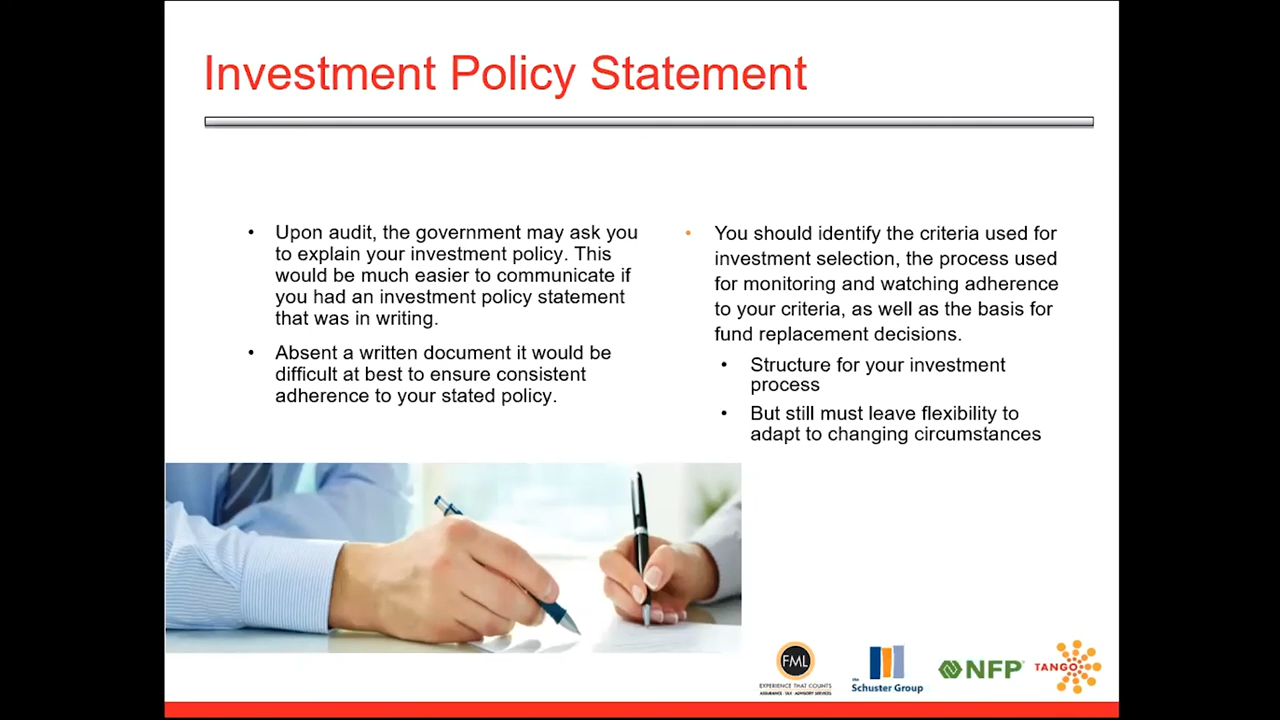 Investment Policy Statement
• Upon audit, the government may ask you
to explain your investment policy. This
would be much easier to communicate if
you had an investment policy statement
that was in writing.
• Absent a written document it would be
difficult at best to ensure consistent
adherence to your stated policy.
• You should identify the criteria used for
investment selection, the process used
for monitoring and watching adherence
to your criteria, as well as the basis for
fund replacement decisions.
• Structure for your investment
process
• But still must leave flexibility to
adapt to changing circumstances
FML
EXPERIENCE THAT COUNTS
ASSURANCE · TAX · ADVISORY SERVICES
the
Schuster Group
NFP
TANGO